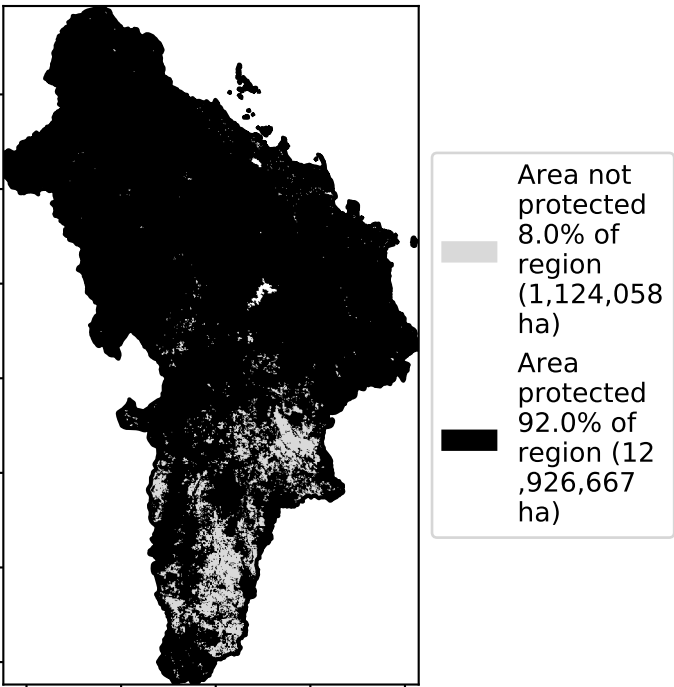 Area not
protected
8.0% of
region
(1,124,058
ha)
Area
protected
92.0% of
region (12
,926,667
ha)